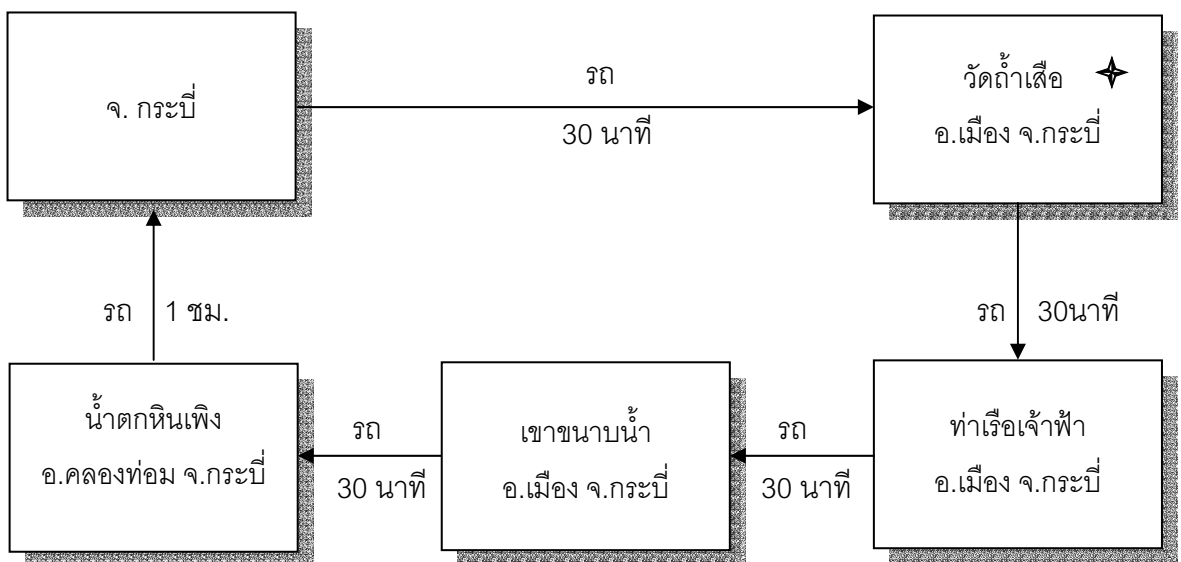 จ. กระบี่
รถ
30 นาที
วัดถ้ำเสือ
อ.เมือง จ.กระบี่
รถ 30นาที
ท่าเรือเจ้าฟ้า
อ.เมือง จ.กระบี่
รถ
30 นาที
เขาขนาบน้ำ
อ.เมือง จ.กระบี่
รถ
30 นาที
น้ำตกหินเพิง
อ.คลองท่อม จ.กระบี่
รถ 1 ชม.